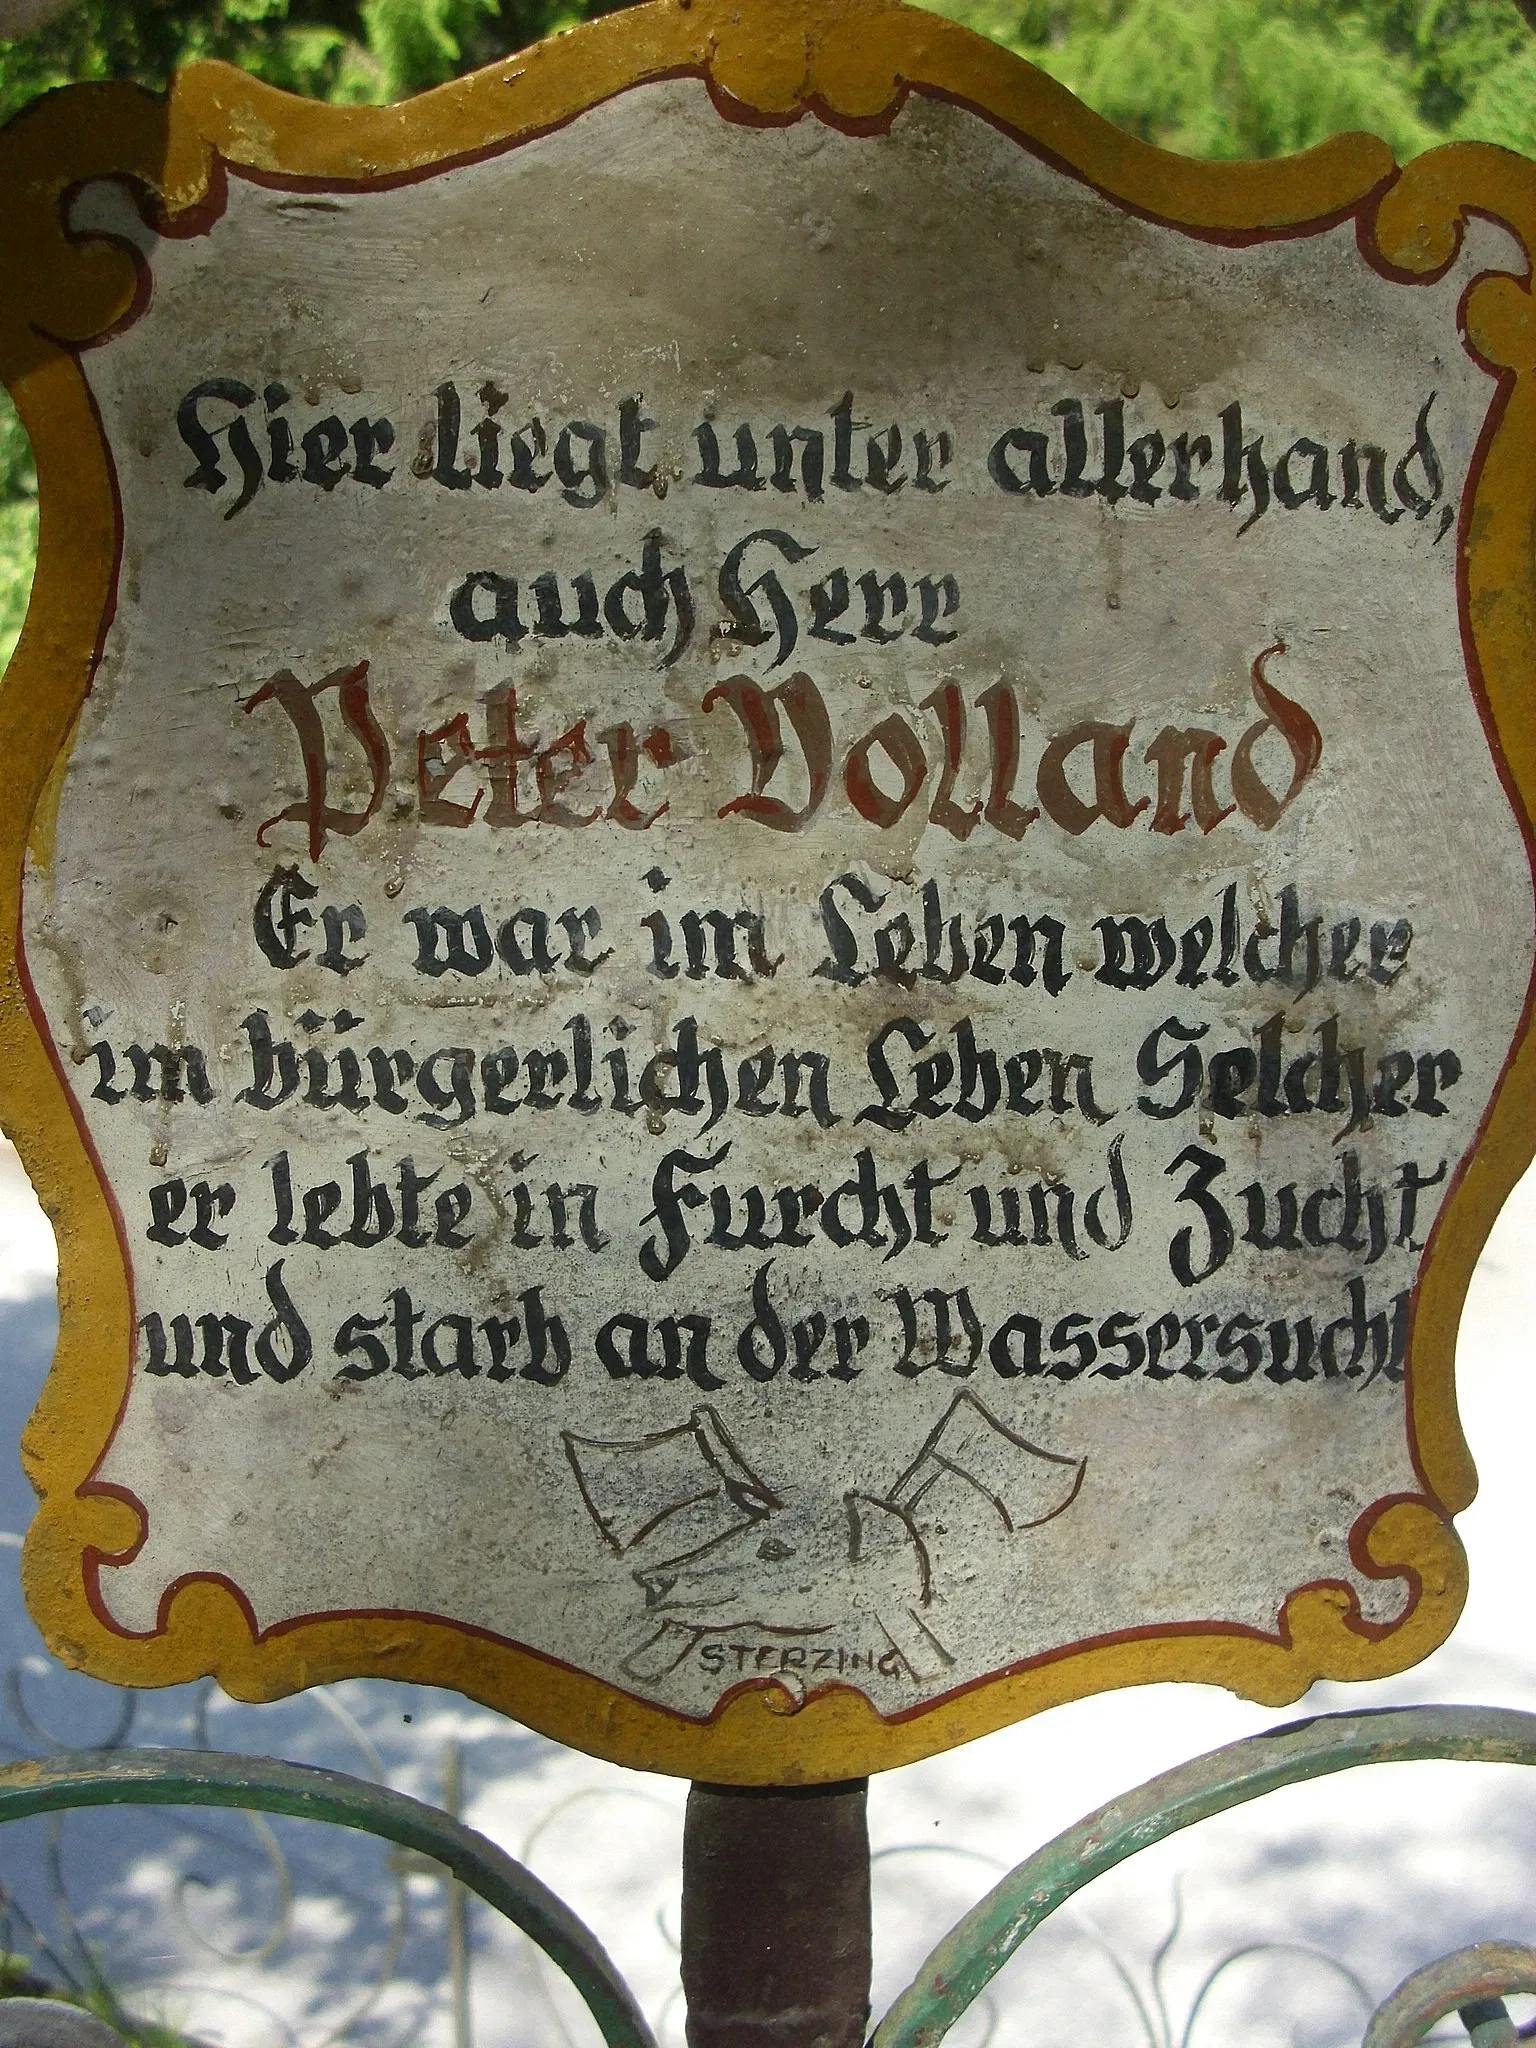 Hier liegt unter allerhand,
auch Herr
Peter Volland
Er war im Leben welcher
im bürgerlichen Leben Selcher
er lebte in Furcht und Zucht
und starb an der Wassersucht
STERZING